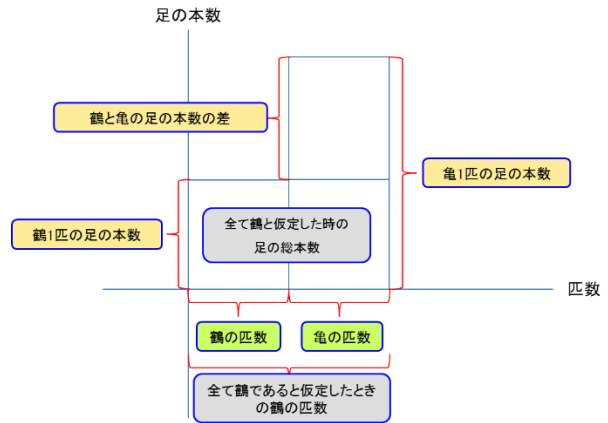 足の本数
鶴と亀の足の本数の差
亀1匹の足の本数
全て鶴と仮定した時の
足の総本数
鶴1匹の足の本数
匹数
鶴の匹数
亀の匹数
全て鶴であると仮定したとき
の鶴の匹数